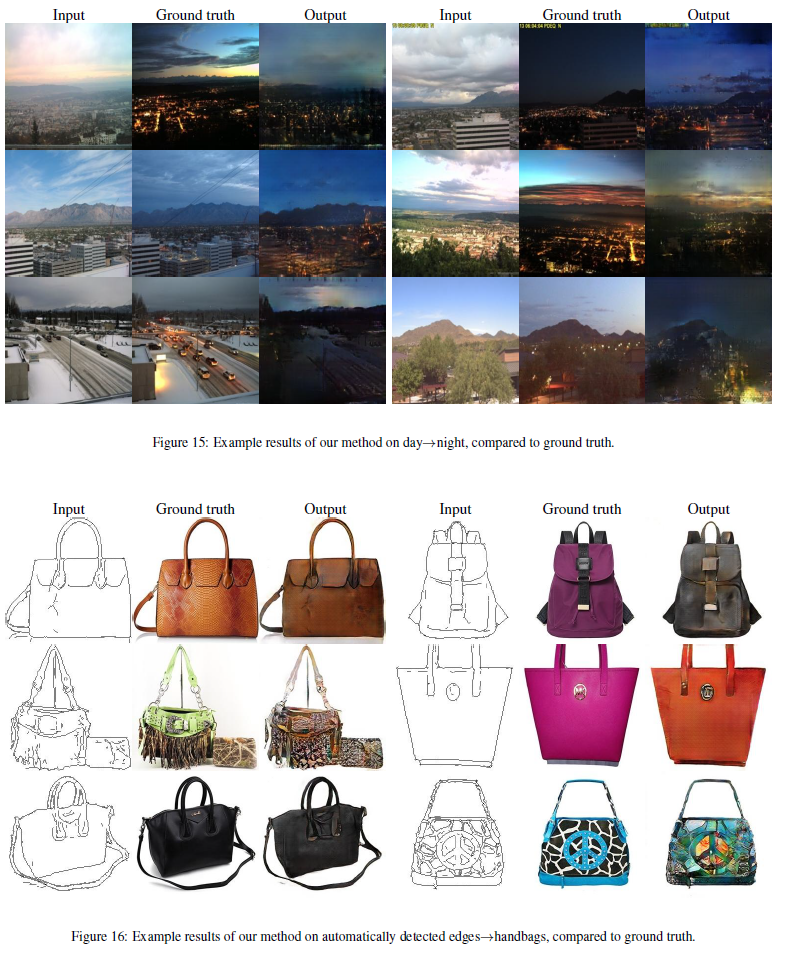 Input Ground truth Output Input Ground truth Output
Figure 15: Example results of our method on day→night, compared to ground truth.
Input Ground truth Output Input Ground truth Output
Figure 16: Example results of our method on automatically detected edges→handbags, compared to ground truth.